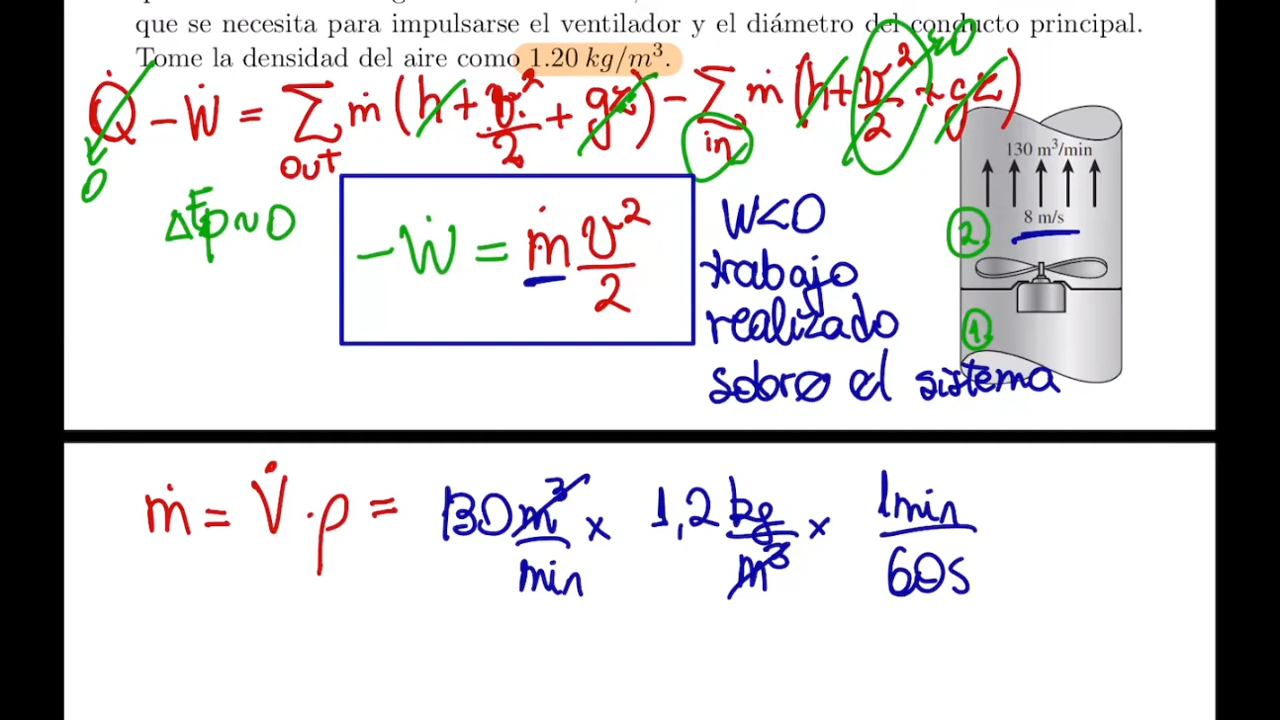 que se necesita para impulsarse el ventilador y el diámetro del conducto principal.
Tome la densidad del aire como 1.20 kg/m³.
Q̇ - Ẇ = Σ ṁ (h + v²/2 + gz) - Σ ṁ (h + v²/2 + gz)
out
in
≈0
0
ΔEp ~ 0
-Ẇ = ṁ v²/2
W<0
trabajo
realizado
sobre el sistema
130 m³/min
8 m/s
2
1
ṁ = V̇ · ρ = 130 m³/min × 1,2 kg/m³ × 1min/60s